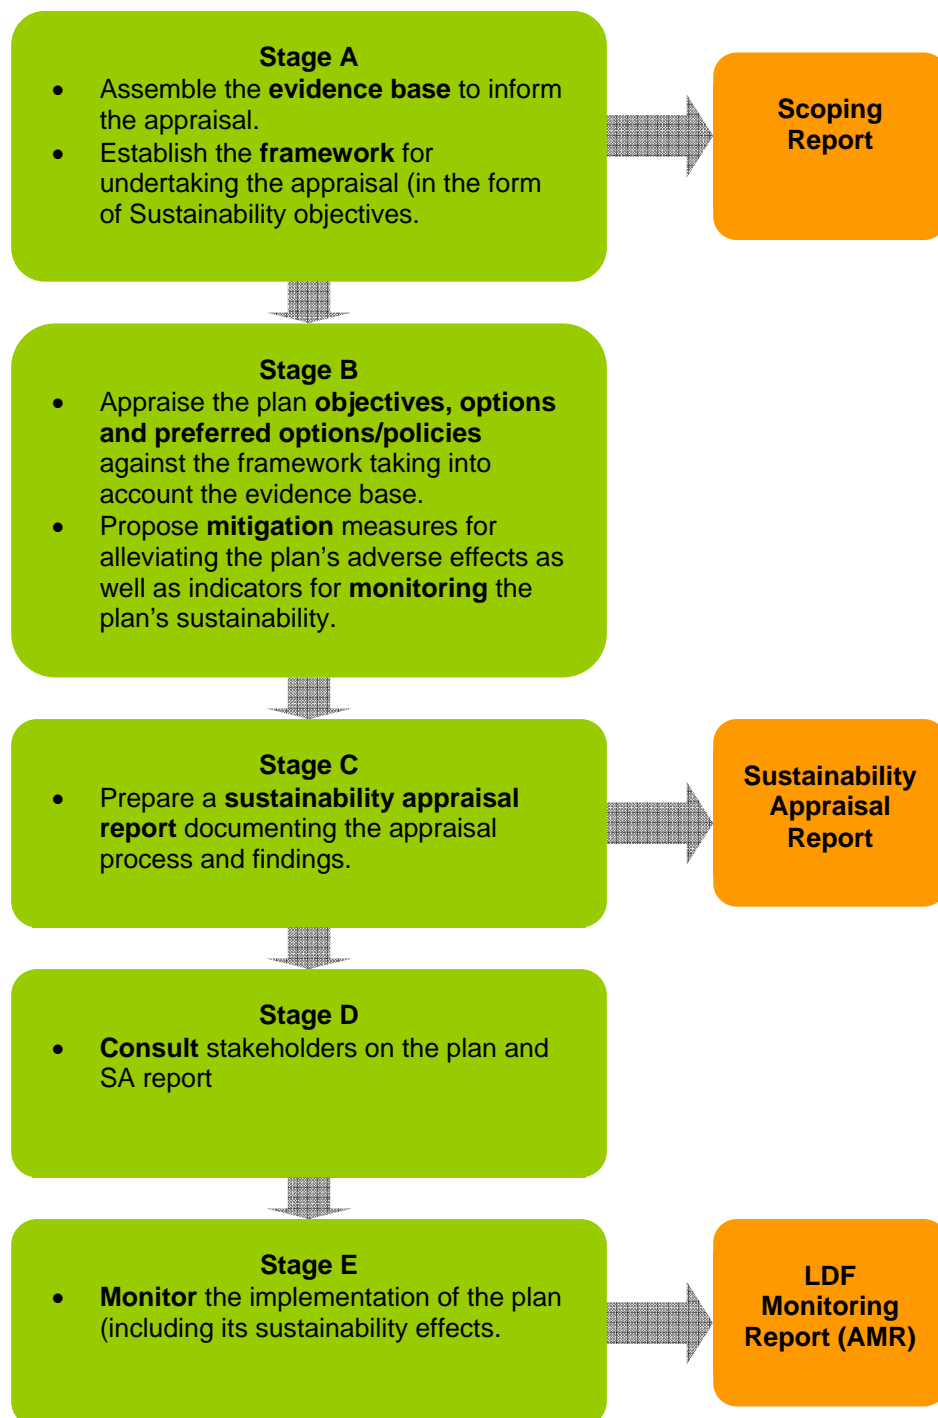 Stage A
• Assemble the evidence base to inform
the appraisal.
• Establish the framework for
undertaking the appraisal (in the form
of Sustainability objectives.
Scoping
Report
Stage B
• Appraise the plan objectives, options
and preferred options/policies
against the framework taking into
account the evidence base.
• Propose mitigation measures for
alleviating the plan’s adverse effects as
well as indicators for monitoring the
plan’s sustainability.
Stage C
• Prepare a sustainability appraisal
report documenting the appraisal
process and findings.
Sustainability
Appraisal
Report
Stage D
• Consult stakeholders on the plan and
SA report
Stage E
• Monitor the implementation of the plan
(including its sustainability effects.
LDF
Monitoring
Report (AMR)